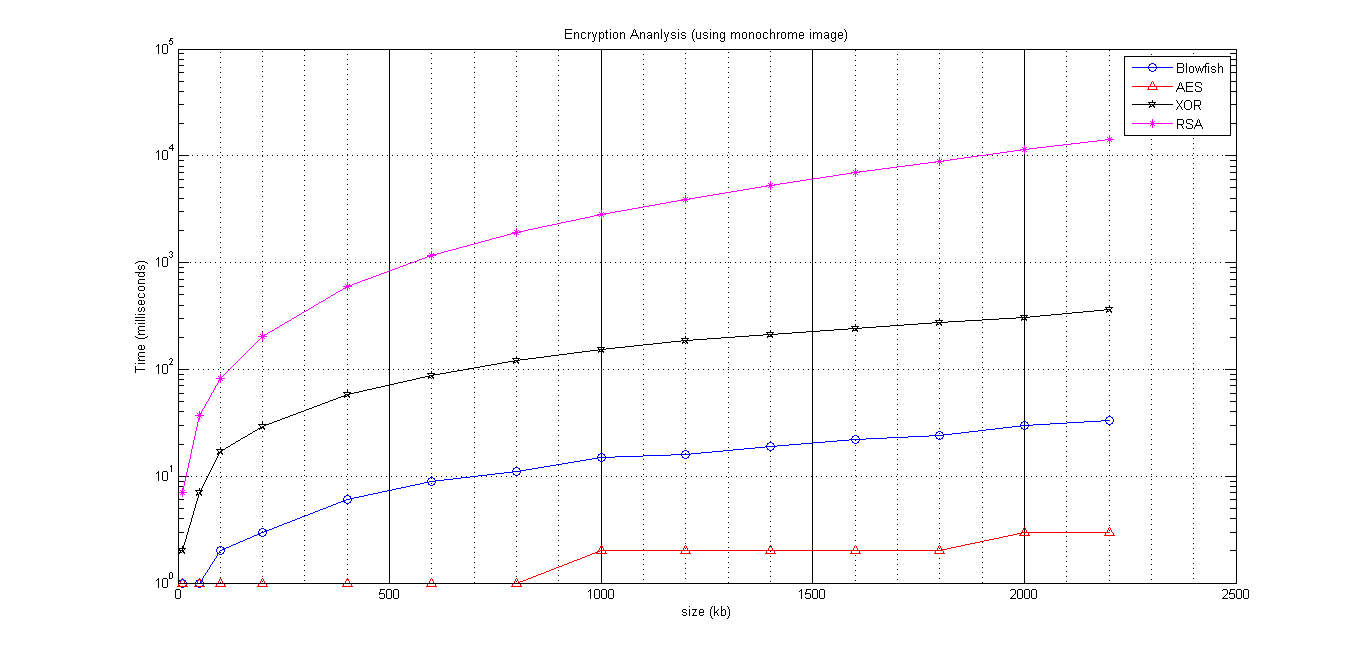 Encryption Ananlysis (using monochrome image)
Blowfish
AES
XOR
RSA
10^5
10^4
10^3
10^2
10^1
10^0
Time (milliseconds)
0 500 1000 1500 2000 2500
size (kb)